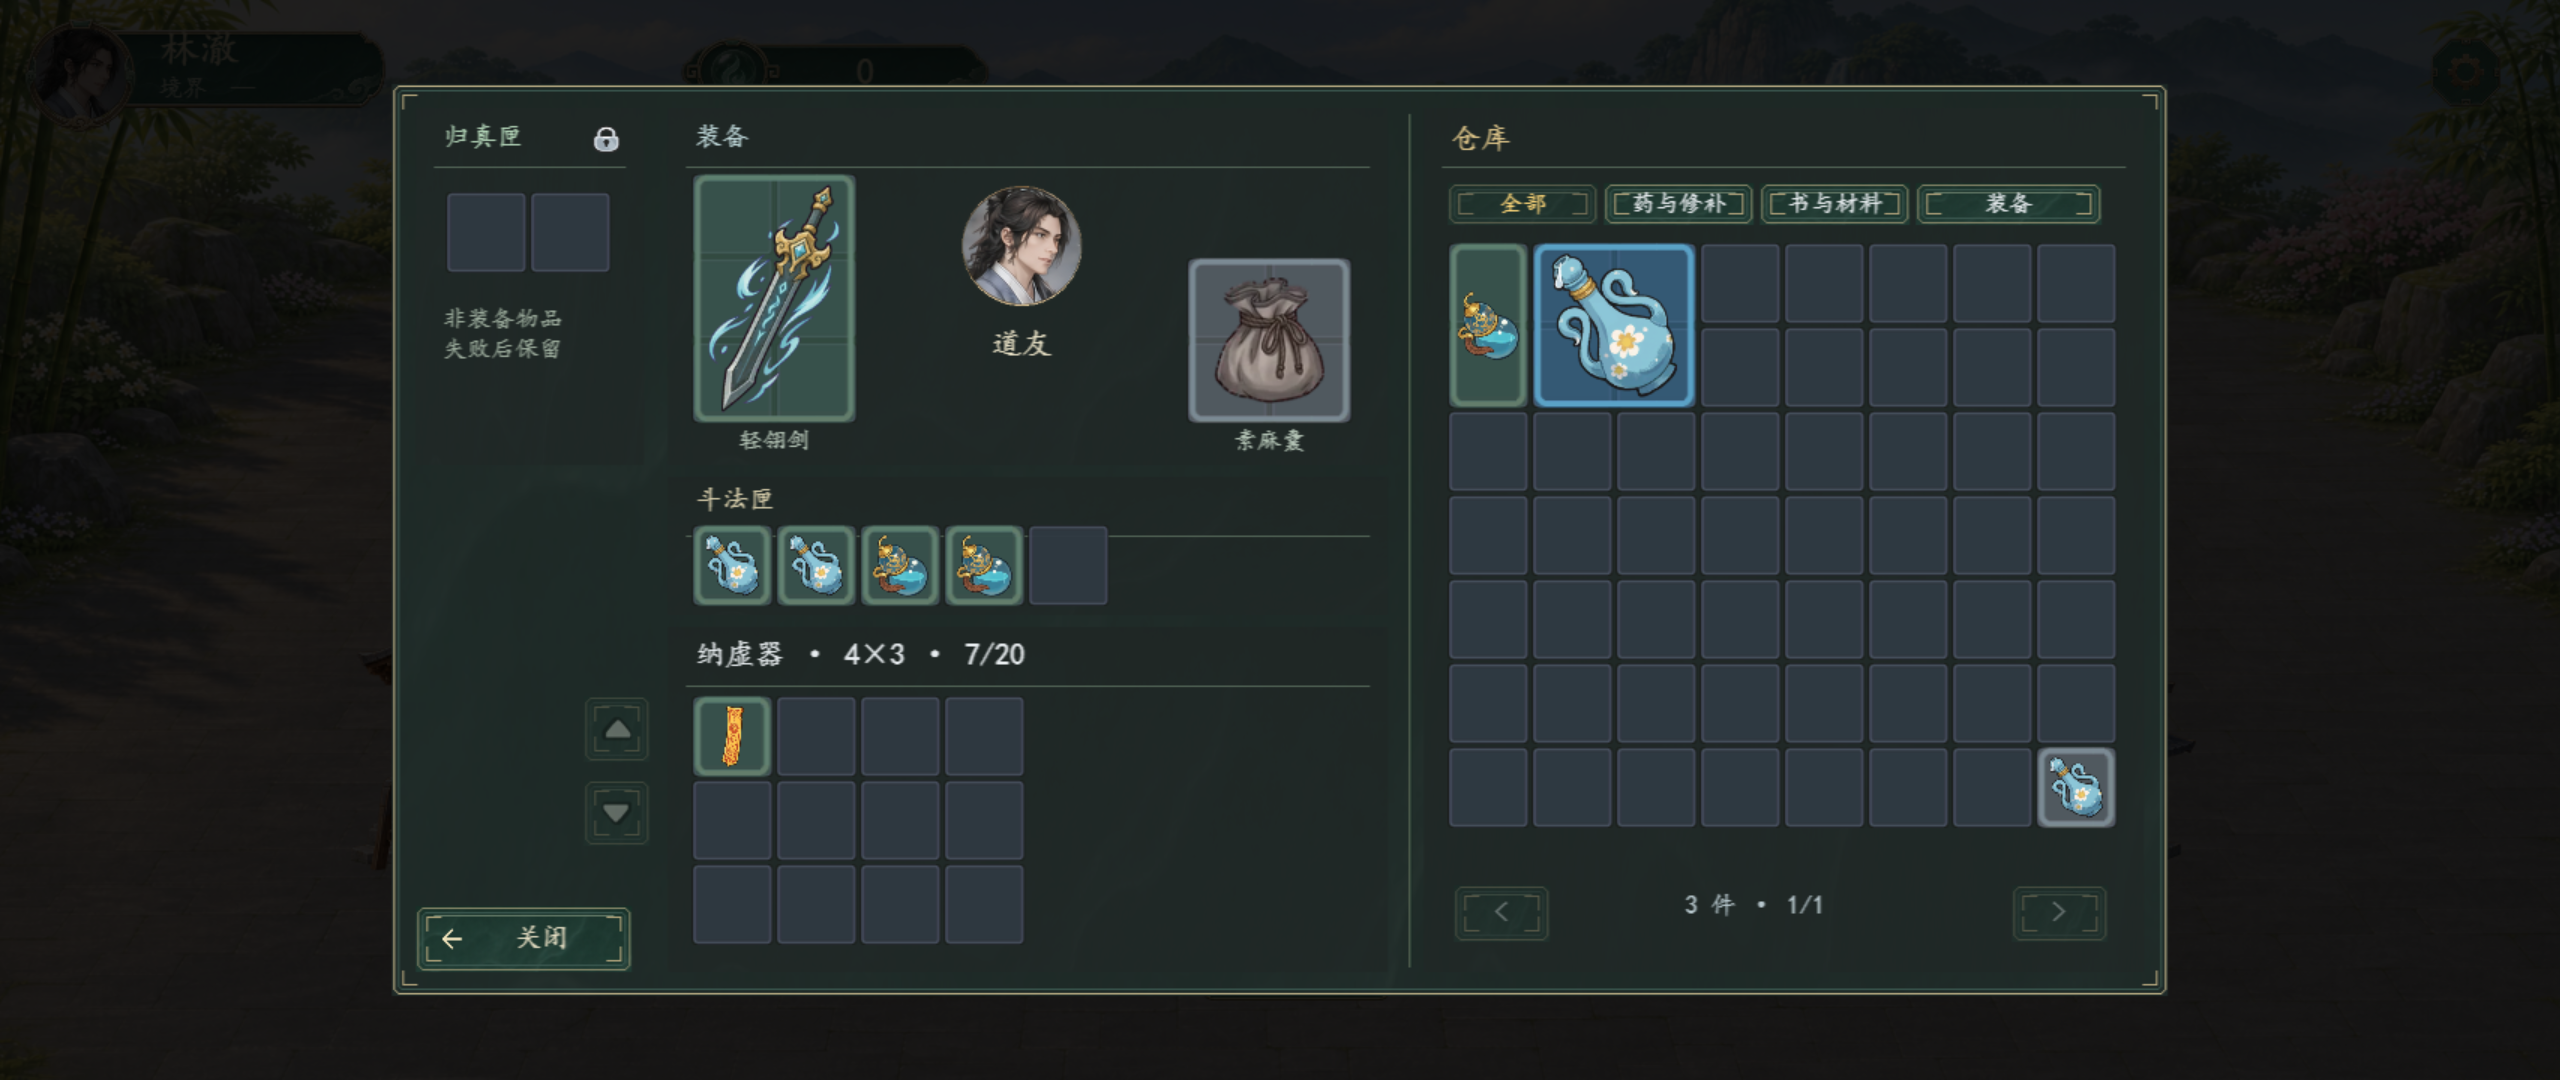 林澈
境界 一
0
归真匣
非装备物品
失败后保留
装备
轻翎剑
道友
素麻囊
斗法匣
纳虚器 • 4×3 • 7/20
关闭
仓库
全部
药与修补
书与材料
装备
3 件 • 1/1